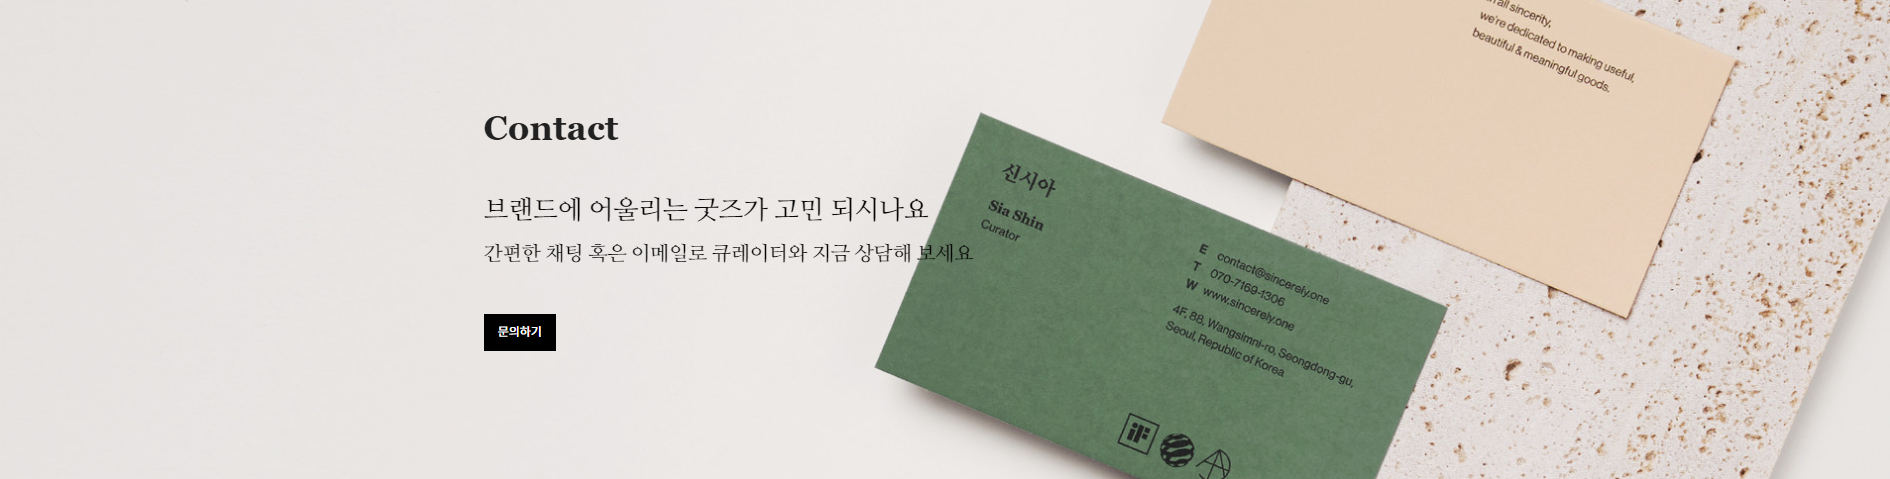 Contact
브랜드에 어울리는 굿즈가 고민 되시나요
간편한 채팅 혹은 이메일로 큐레이터와 지금 상담해 보세요
문의하기
신시아
Sia Shin
Curator
E contact@sincerely.one
T 070-7169-1306
W www.sincerely.one
4F, 88, Wangsimni-ro, Seongdong-gu,
Seoul, Republic of Korea
iF
all sincerity,
we're dedicated to making useful,
beautiful & meaningful goods.